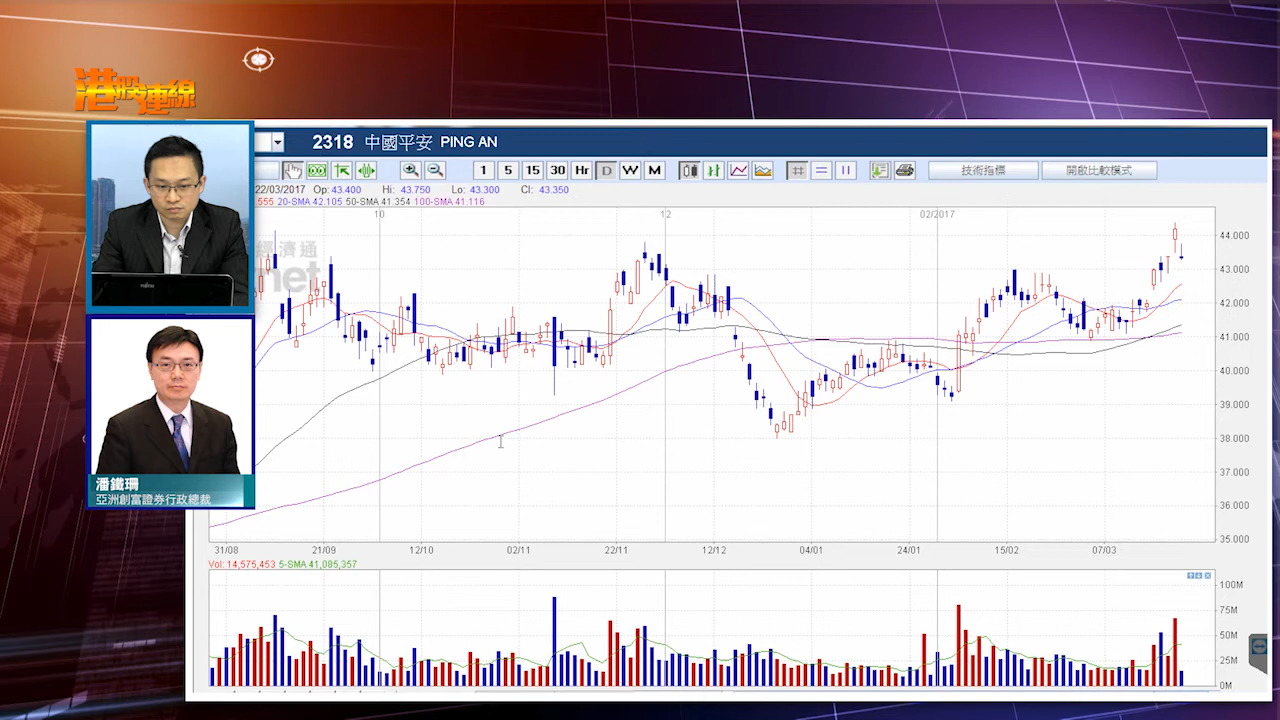 港股連線
2318 中國平安 PING AN
1 5 15 30 Hr D W M 技術指標 開啟比較模式
22/03/2017 Op: 43.400 Hi: 43.750 Lo: 43.300 Cl: 43.350
.555 20-SMA 42.105 50-SMA 41.354 100-SMA 41.116
10 12 02/2017
經濟通
net
44.000
43.000
42.000
41.000
40.000
39.000
38.000
37.000
36.000
35.000
31/08 21/09 12/10 02/11 22/11 12/12 04/01 24/01 15/02 07/03
Vol: 14,575,453 5-SMA 41,085,357
100M
75M
50M
25M
0M
FUJITSU
潘鐵珊
亞洲創富證券行政總裁